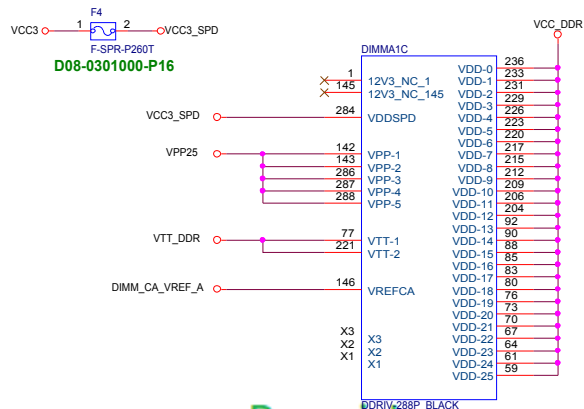 F4
VCC3 1 2 VCC3_SPD
F-SPR-P260T
D08-0301000-P16
VCC_DDR
DIMMA1C
1 12V3_NC_1
145 12V3_NC_145
VCC3_SPD 284 VDDSPD
VPP25 142 VPP-1
143 VPP-2
286 VPP-3
287 VPP-4
288 VPP-5
VTT_DDR 77 VTT-1
221 VTT-2
DIMM_CA_VREF_A 146 VREFCA
X3 X3
X2 X2
X1 X1
VDD-0 236
VDD-1 233
VDD-2 231
VDD-3 229
VDD-4 226
VDD-5 223
VDD-6 220
VDD-7 217
VDD-8 215
VDD-9 212
VDD-10 209
VDD-11 206
VDD-12 204
VDD-13 92
VDD-14 90
VDD-15 88
VDD-16 85
VDD-17 83
VDD-18 80
VDD-19 76
VDD-20 73
VDD-21 70
VDD-22 67
VDD-23 64
VDD-24 61
VDD-25 59
DDRIV-288P_BLACK